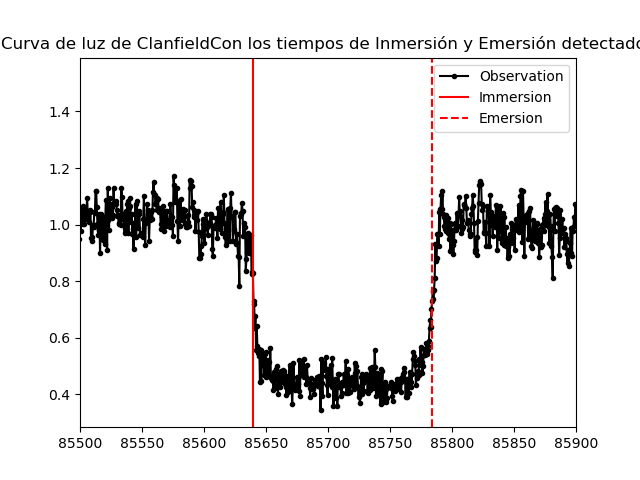 Curva de luz de ClanfieldCon los tiempos de Inmersión y Emersión detectado
Observation
Immersion
Emersion
1.4
1.2
1.0
0.8
0.6
0.4
85500 85550 85600 85650 85700 85750 85800 85850 85900